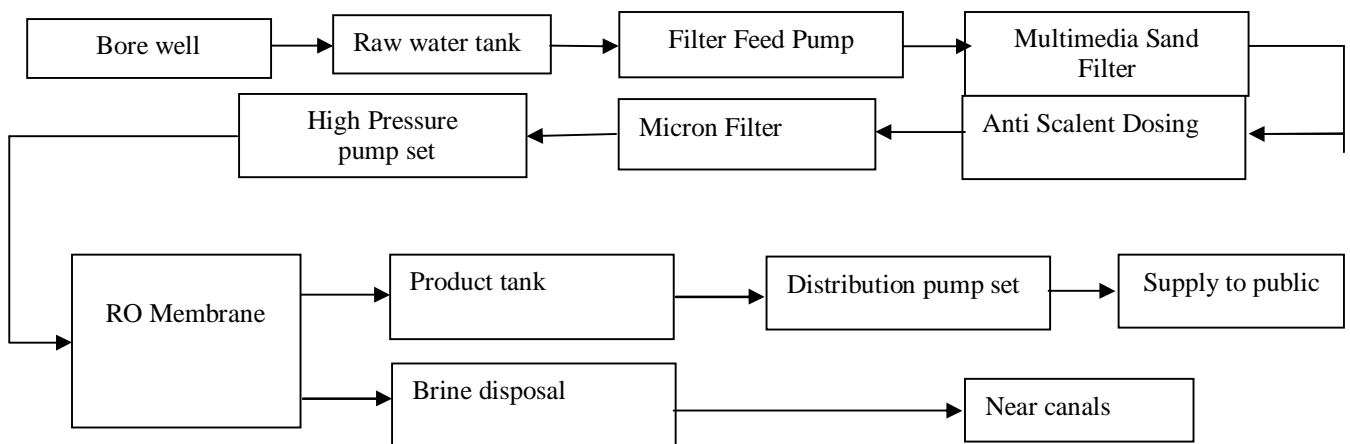 Bore well
Raw water tank
Filter Feed Pump
Multimedia Sand
Filter
Anti Scalent Dosing
Micron Filter
High Pressure
pump set
RO Membrane
Product tank
Distribution pump set
Supply to public
Brine disposal
Near canals